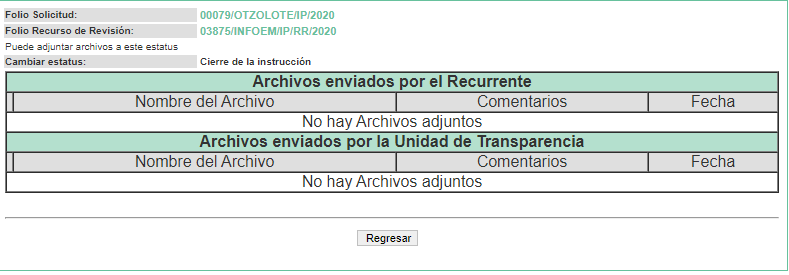 Folio Solicitud: 00079/OTZOLOTE/IP/2020
Folio Recurso de Revisión: 03875/INFOEM/IP/RR/2020
Puede adjuntar archivos a este estatus
Cambiar estatus: Cierre de la instrucción
Archivos enviados por el Recurrente
Nombre del Archivo Comentarios Fecha
No hay Archivos adjuntos
Archivos enviados por la Unidad de Transparencia
Nombre del Archivo Comentarios Fecha
No hay Archivos adjuntos
Regresar